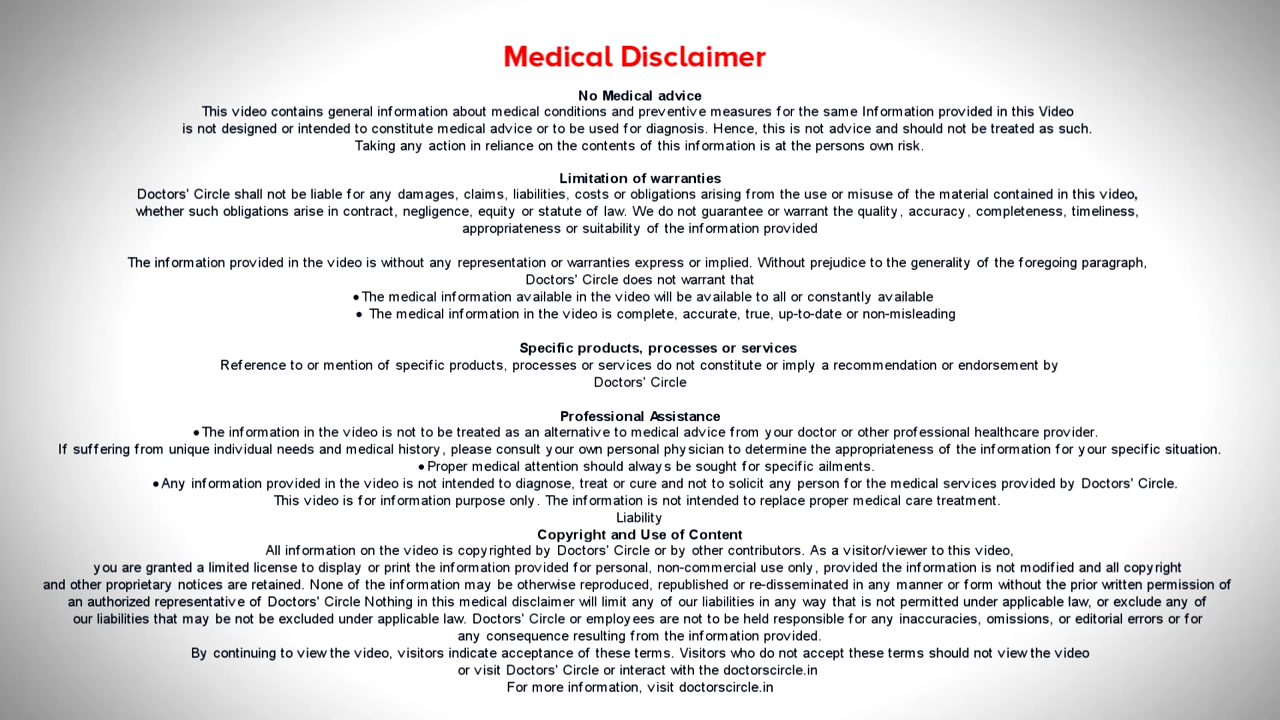 Medical Disclaimer
No Medical advice
This video contains general information about medical conditions and preventive measures for the same Information provided in this Video
is not designed or intended to constitute medical advice or to be used for diagnosis. Hence, this is not advice and should not be treated as such.
Taking any action in reliance on the contents of this information is at the persons own risk.
Limitation of warranties
Doctors' Circle shall not be liable for any damages, claims, liabilities, costs or obligations arising from the use or misuse of the material contained in this video,
whether such obligations arise in contract, negligence, equity or statute of law. We do not guarantee or warrant the quality, accuracy, completeness, timeliness,
appropriateness or suitability of the information provided
The information provided in the video is without any representation or warranties express or implied. Without prejudice to the generality of the foregoing paragraph,
Doctors' Circle does not warrant that
•The medical information available in the video will be available to all or constantly available
• The medical information in the video is complete, accurate, true, up-to-date or non-misleading
Specific products, processes or services
Reference to or mention of specific products, processes or services do not constitute or imply a recommendation or endorsement by
Doctors' Circle
Professional Assistance
•The information in the video is not to be treated as an alternative to medical advice from your doctor or other professional healthcare provider.
If suffering from unique individual needs and medical history, please consult your own personal physician to determine the appropriateness of the information for your specific situation.
•Proper medical attention should always be sought for specific ailments.
•Any information provided in the video is not intended to diagnose, treat or cure and not to solicit any person for the medical services provided by Doctors' Circle.
This video is for information purpose only. The information is not intended to replace proper medical care treatment.
Liability
Copyright and Use of Content
All information on the video is copyrighted by Doctors' Circle or by other contributors. As a visitor/viewer to this video,
you are granted a limited license to display or print the information provided for personal, non-commercial use only, provided the information is not modified and all copyright
and other proprietary notices are retained. None of the information may be otherwise reproduced, republished or re-disseminated in any manner or form without the prior written permission of
an authorized representative of Doctors' Circle Nothing in this medical disclaimer will limit any of our liabilities in any way that is not permitted under applicable law, or exclude any of
our liabilities that may be not be excluded under applicable law. Doctors' Circle or employees are not to be held responsible for any inaccuracies, omissions, or editorial errors or for
any consequence resulting from the information provided.
By continuing to view the video, visitors indicate acceptance of these terms. Visitors who do not accept these terms should not view the video
or visit Doctors' Circle or interact with the doctorscircle.in
For more information, visit doctorscircle.in